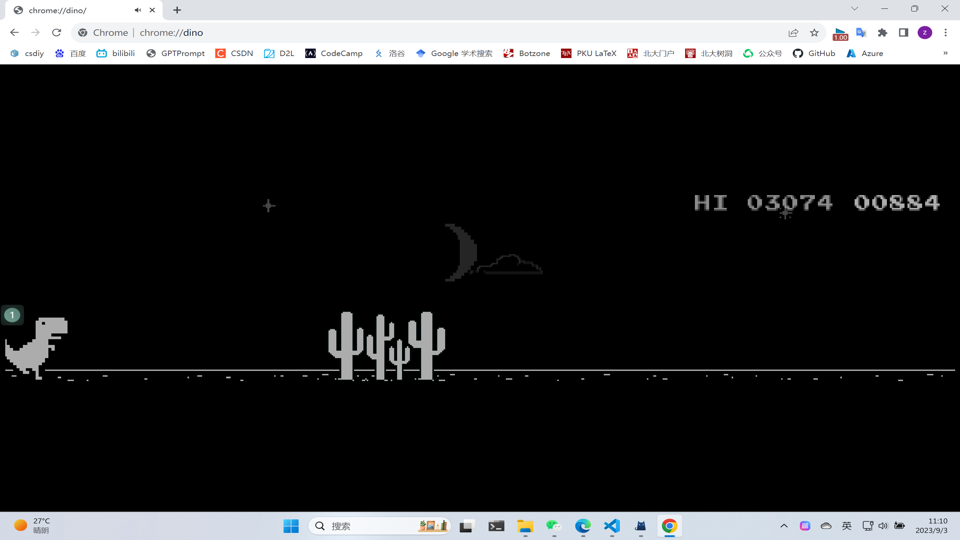 chrome://dino/
Chrome | chrome://dino
1.00
z
csdiy 百度 bilibili GPTPrompt CSDN D2L CodeCamp 洛谷 Google 学术搜索 Botzone PKU LaTeX 北大门户 北大树洞 公众号 GitHub Azure »
HI 03074 00884
1
27°C
晴朗
搜索
英
11:10
2023/9/3